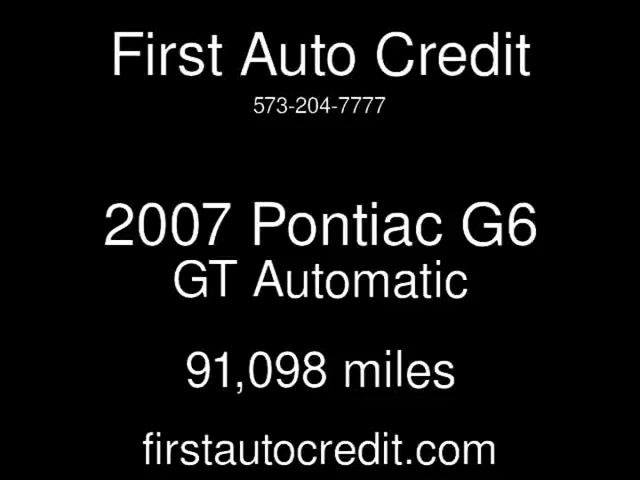 First Auto Credit
573-204-7777
2007 Pontiac G6
GT Automatic
91,098 miles
firstautocredit.com